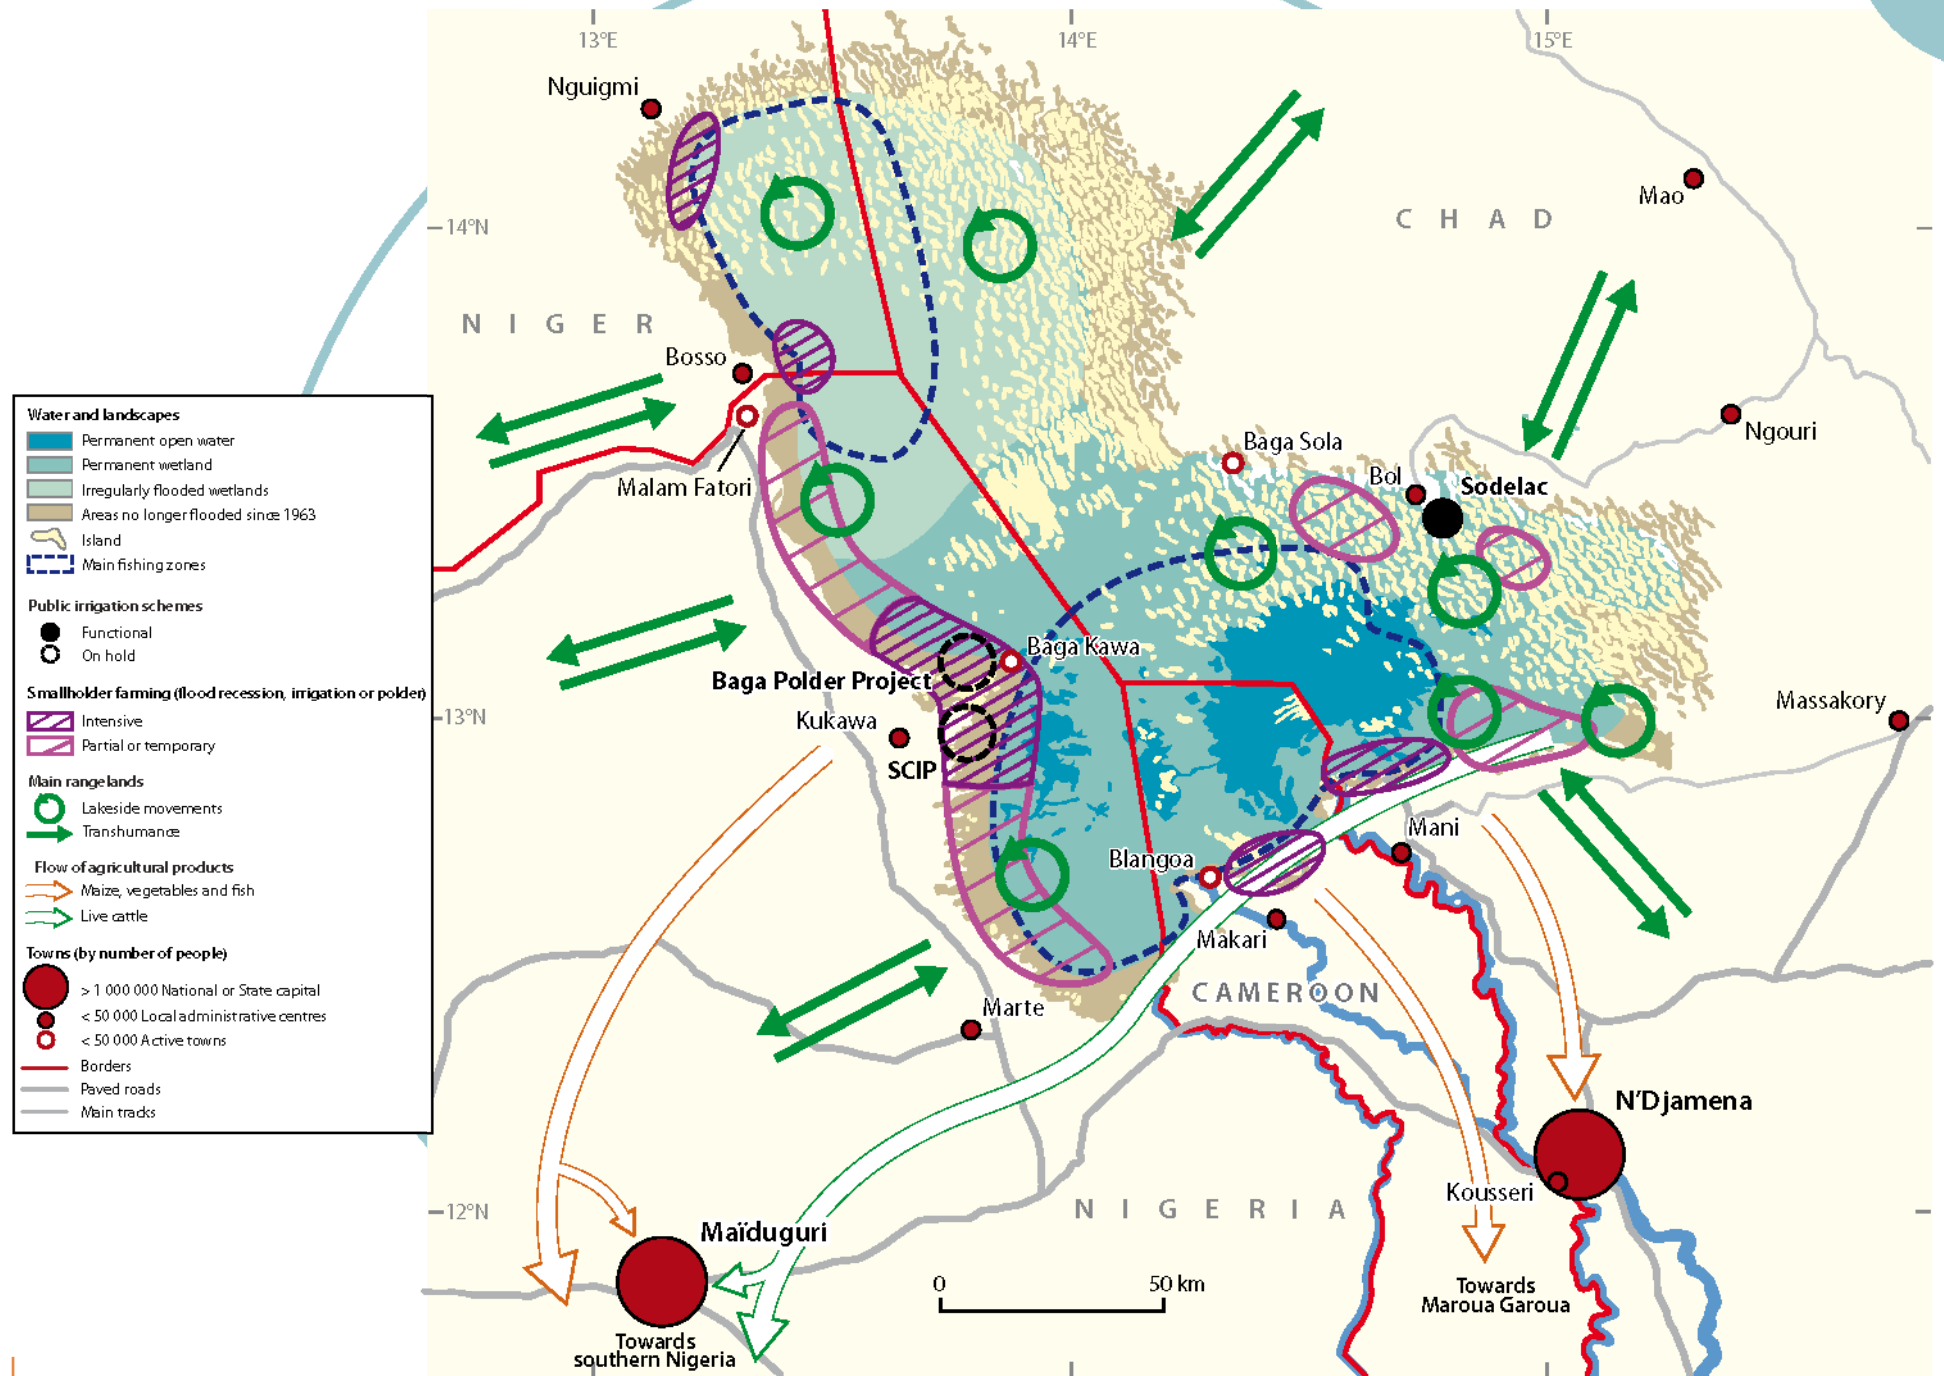 13°E
14°E
15°E
Nguigmi
Mao
14°N
C H A D
N I G E R
Bosso
Malam Fatori
Baga Sola
Bol
Sodelac
Ngouri
Baga Kawa
Baga Polder Project
13°N
Kukawa
SCIP
Massakory
Mani
Blangoa
Makari
CAMEROON
Marte
N'Djamena
Kousseri
12°N
N I G E R I A
Maïduguri
0 50 km
Towards
Maroua Garoua
Towards
southern Nigeria
Water and landscapes
Permanent open water
Permanent wetland
Irregularly flooded wetlands
Areas no longer flooded since 1963
Island
Main fishing zones
Public irrigation schemes
Functional
On hold
Smallholder farming (flood recession, irrigation or polder)
Intensive
Partial or temporary
Main rangelands
Lakeside movements
Transhumance
Flow of agricultural products
Maize, vegetables and fish
Live cattle
Towns (by number of people)
> 1 000 000 National or State capital
< 50 000 Local administrative centres
< 50 000 Active towns
Borders
Paved roads
Main tracks